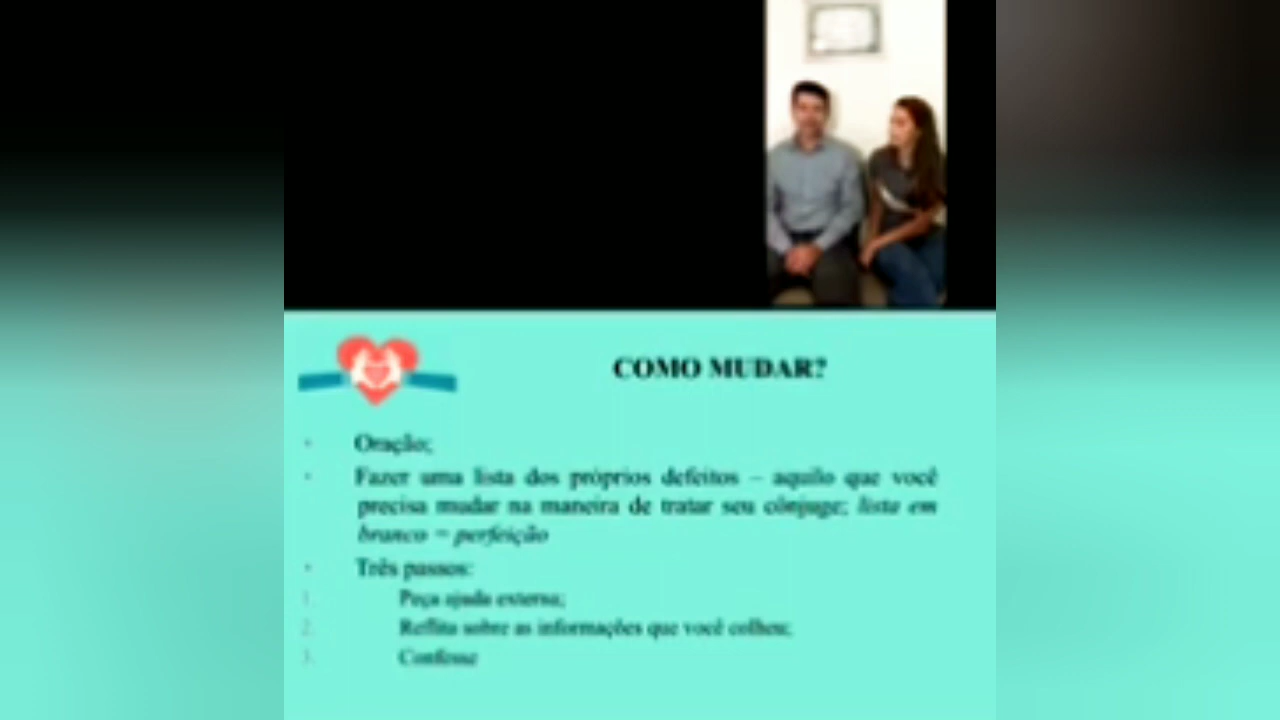 COMO MUDAR?
• Oração;
• Fazer uma lista dos próprios defeitos – aquilo que você
precisa mudar na maneira de tratar seu cônjuge; lista em
branco = perfeição
• Três passos:
1. Peça ajuda externa;
2. Reflita sobre as informações que você colheu;
3. Confesse